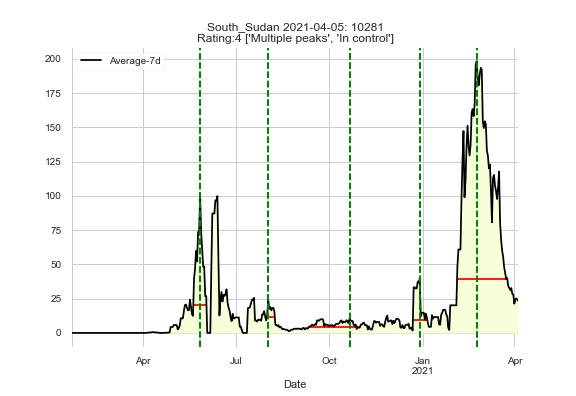 South_Sudan 2021-04-05: 10281
Rating:4 ['Multiple peaks', 'In control']
Average-7d
200
175
150
125
100
75
50
25
0
Apr
Jul
Oct
Jan
2021
Apr
Date